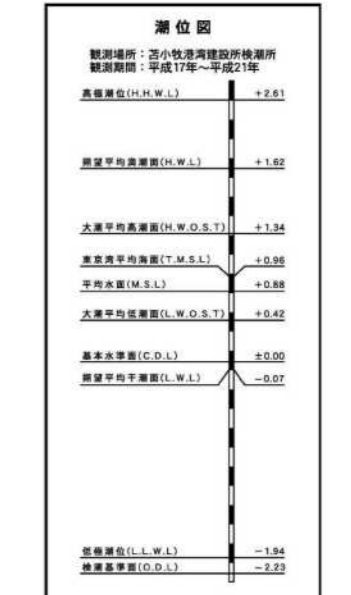 潮位図
観測場所：苫小牧港湾建設所検潮所
観測期間：平成17年～平成21年
高極潮位(H.H.W.L) +2.61
朔望平均満潮面(H.W.L) +1.62
大潮平均高潮面(H.W.O.S.T) +1.34
東京湾平均海面(T.M.S.L) +0.96
平均水面(M.S.L) +0.88
大潮平均低潮面(L.W.O.S.T) +0.42
基本水準面(C.D.L) ±0.00
朔望平均干潮面(L.W.L) −0.07
低極潮位(L.L.W.L) −1.94
検潮基準面(O.D.L) −2.23